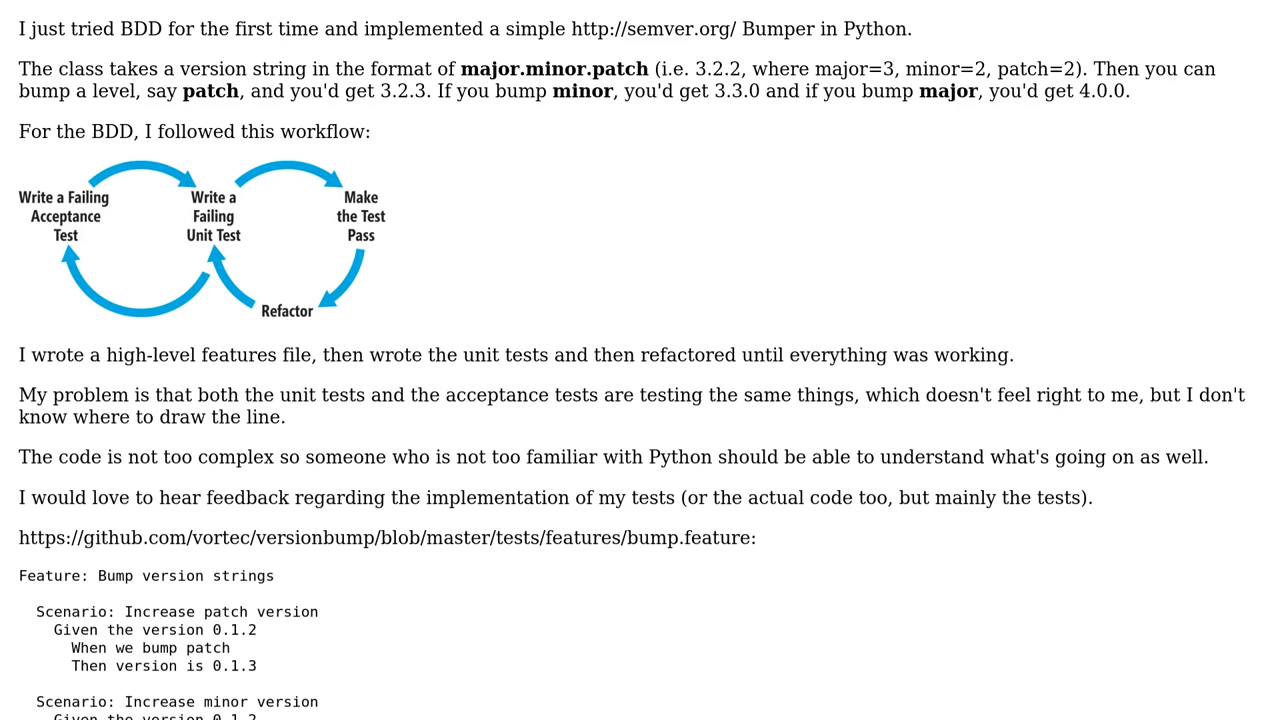 I just tried BDD for the first time and implemented a simple http://semver.org/ Bumper in Python.
The class takes a version string in the format of major.minor.patch (i.e. 3.2.2, where major=3, minor=2, patch=2). Then you can
bump a level, say patch, and you'd get 3.2.3. If you bump minor, you'd get 3.3.0 and if you bump major, you'd get 4.0.0.
For the BDD, I followed this workflow:
Write a Failing
Acceptance
Test
Write a
Failing
Unit Test
Make
the Test
Pass
Refactor
I wrote a high-level features file, then wrote the unit tests and then refactored until everything was working.
My problem is that both the unit tests and the acceptance tests are testing the same things, which doesn't feel right to me, but I don't
know where to draw the line.
The code is not too complex so someone who is not too familiar with Python should be able to understand what's going on as well.
I would love to hear feedback regarding the implementation of my tests (or the actual code too, but mainly the tests).
https://github.com/vortec/versionbump/blob/master/tests/features/bump.feature:
Feature: Bump version strings
Scenario: Increase patch version
Given the version 0.1.2
When we bump patch
Then version is 0.1.3
Scenario: Increase minor version
Given the version 0.1.2